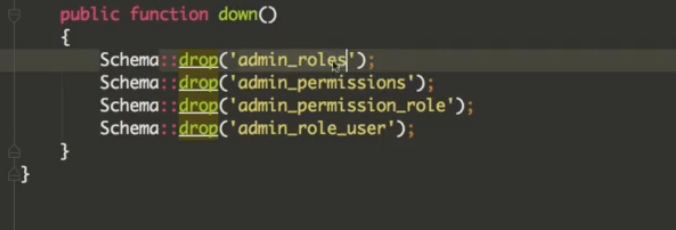 public function down()
{
Schema::drop('admin_roles');
Schema::drop('admin_permissions');
Schema::drop('admin_permission_role');
Schema::drop('admin_role_user');
}
}